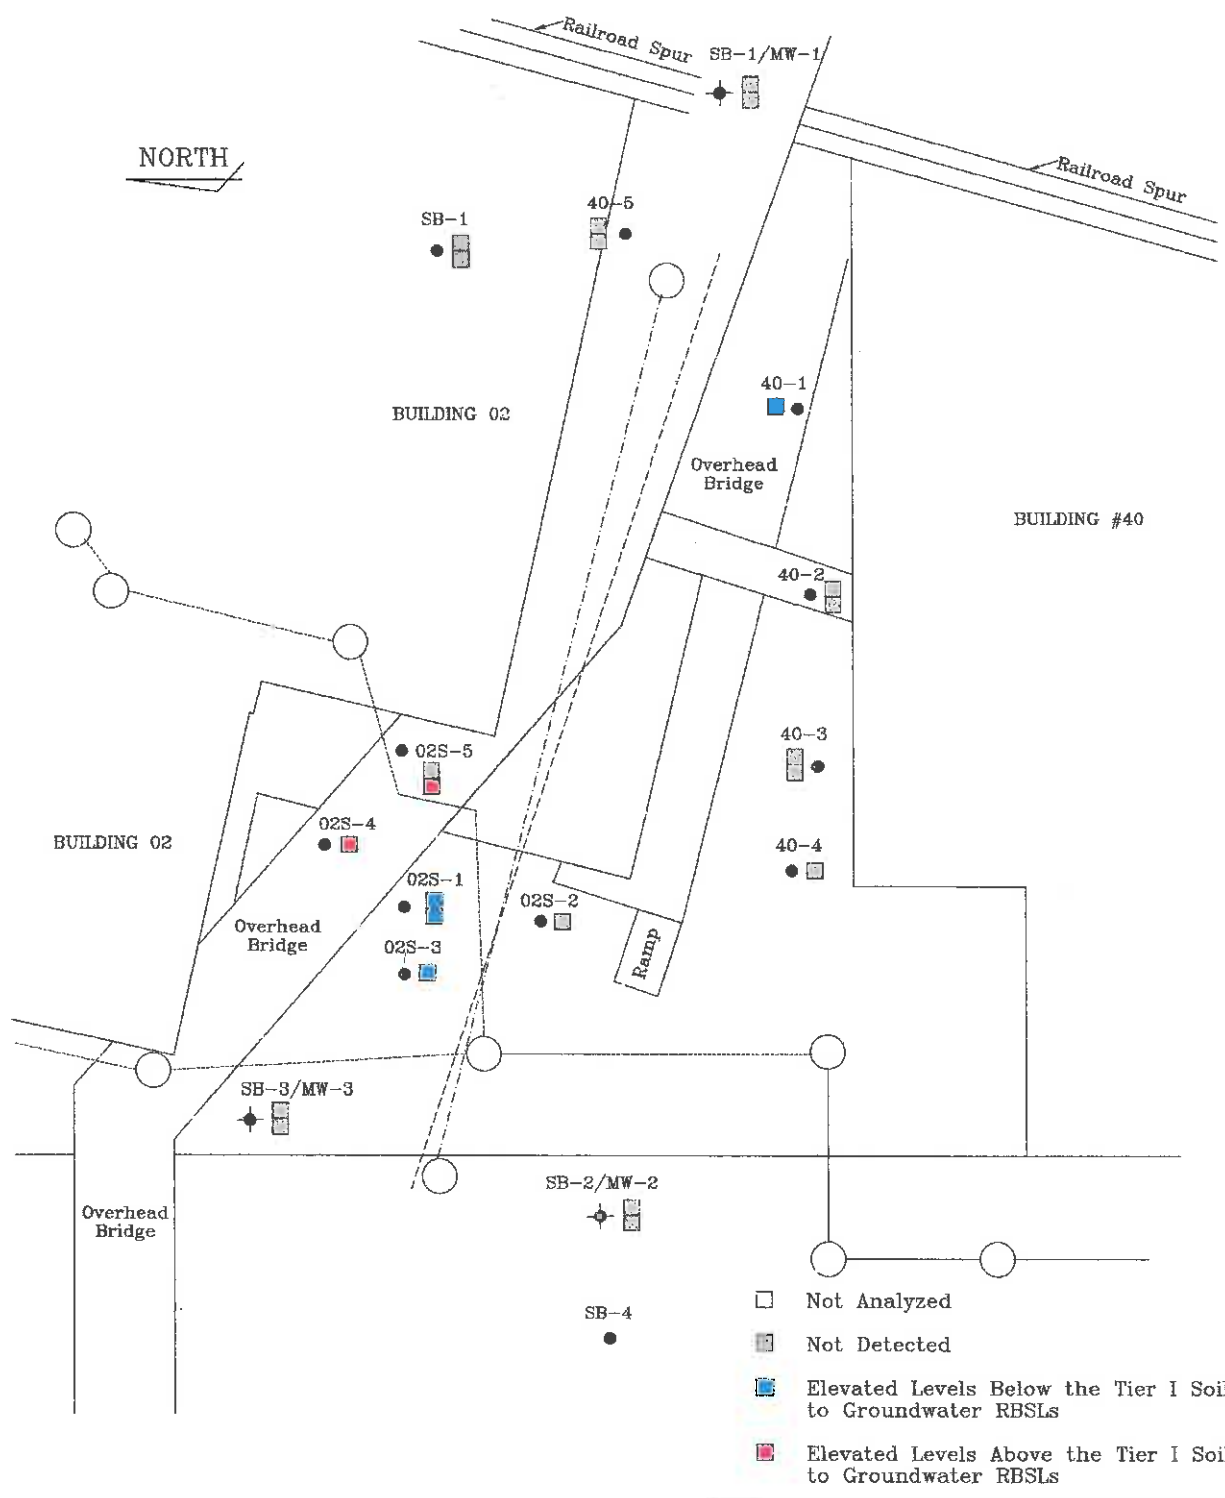 Railroad Spur
SB-1/MW-1
NORTH
Railroad Spur
40-5
SB-1
40-1
BUILDING 02
Overhead
Bridge
BUILDING #40
40-2
40-3
02S-5
02S-4
BUILDING 02
40-4
02S-1
02S-2
Overhead
Bridge
02S-3
Ramp
SB-3/MW-3
SB-2/MW-2
Overhead
Bridge
SB-4
Not Analyzed
Not Detected
Elevated Levels Below the Tier I Soil
to Groundwater RBSLs
Elevated Levels Above the Tier I Soil
to Groundwater RBSLs